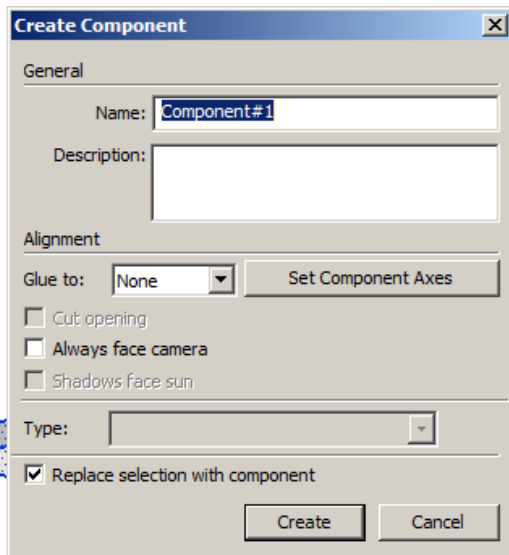 Create Component
General
Name: Component#1
Description:
Alignment
Glue to: None Set Component Axes
Cut opening
Always face camera
Shadows face sun
Type:
Replace selection with component
Create Cancel